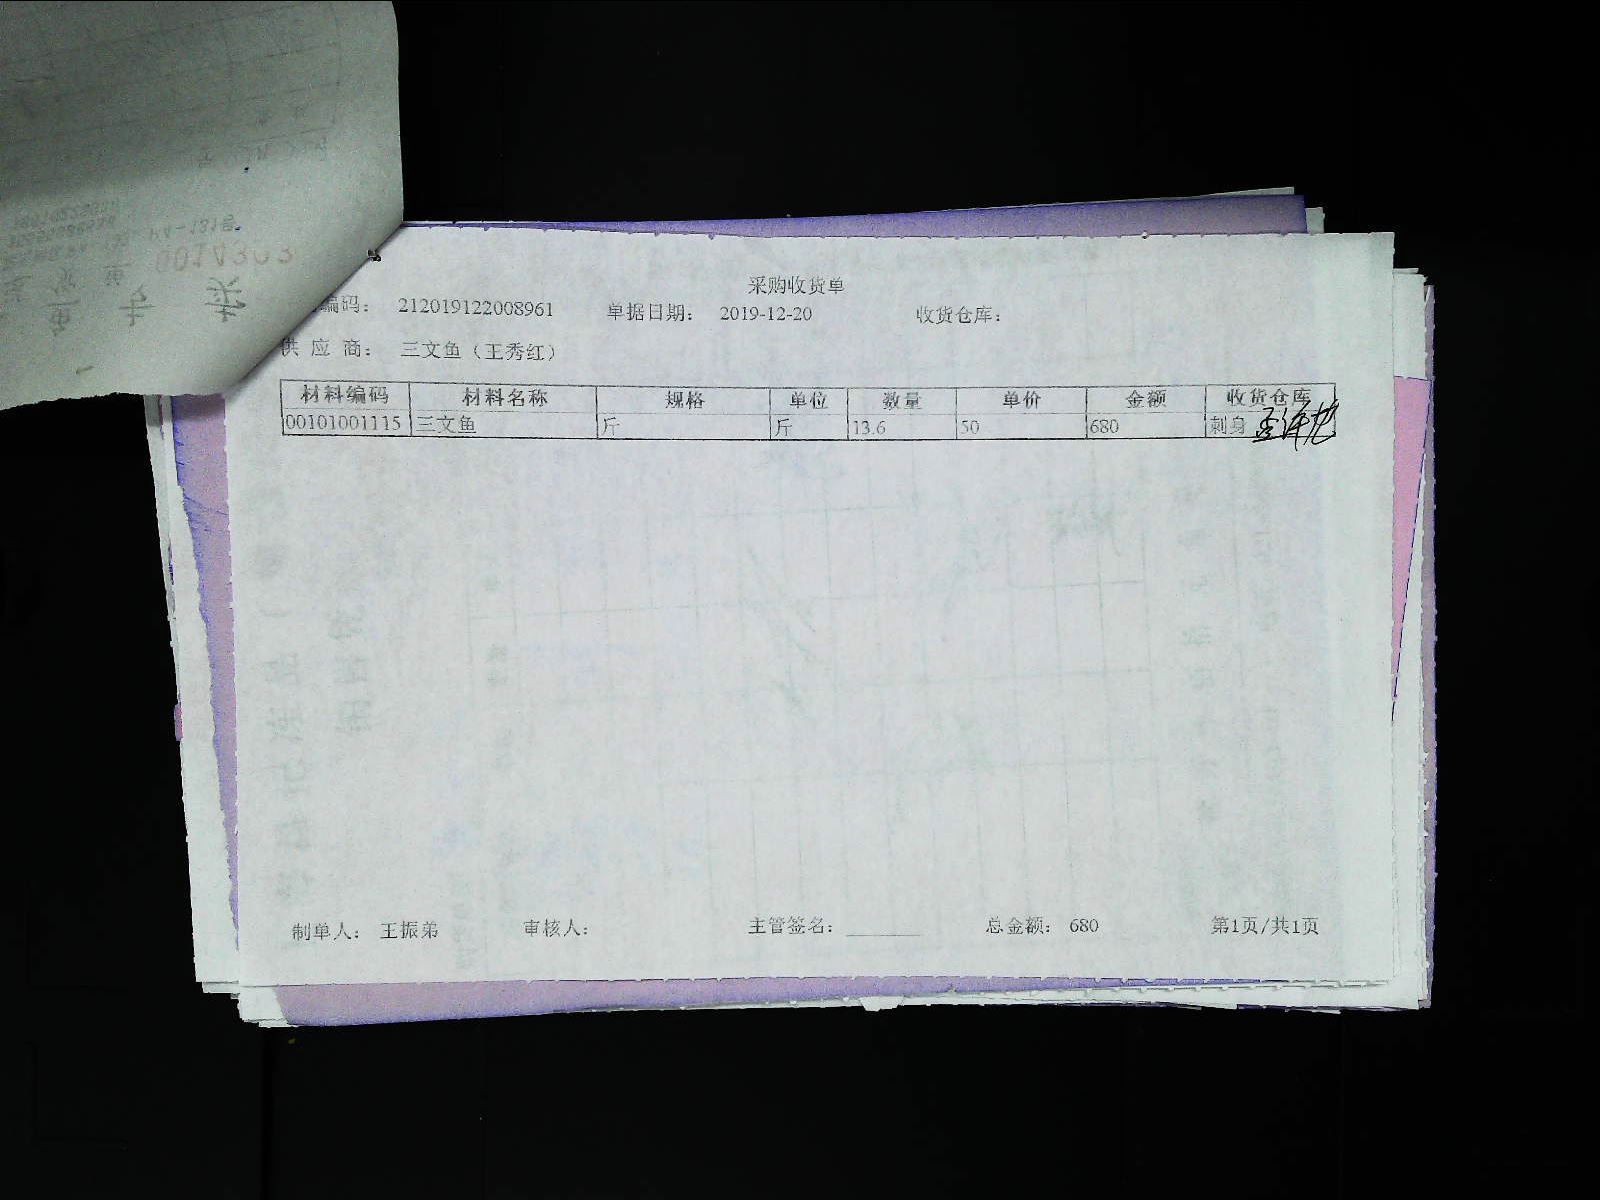 采购收货单
编码： 212019122008961 单据日期： 2019-12-20 收货仓库：
供 应 商： 三文鱼（王秀红）
材料编码 材料名称 规格 单位 数量 单价 金额 收货仓库
00101001115 三文鱼 斤 斤 13.6 50 680 刺身
制单人： 王振弟 审核人： 主管签名： 总金额： 680 第1页/共1页